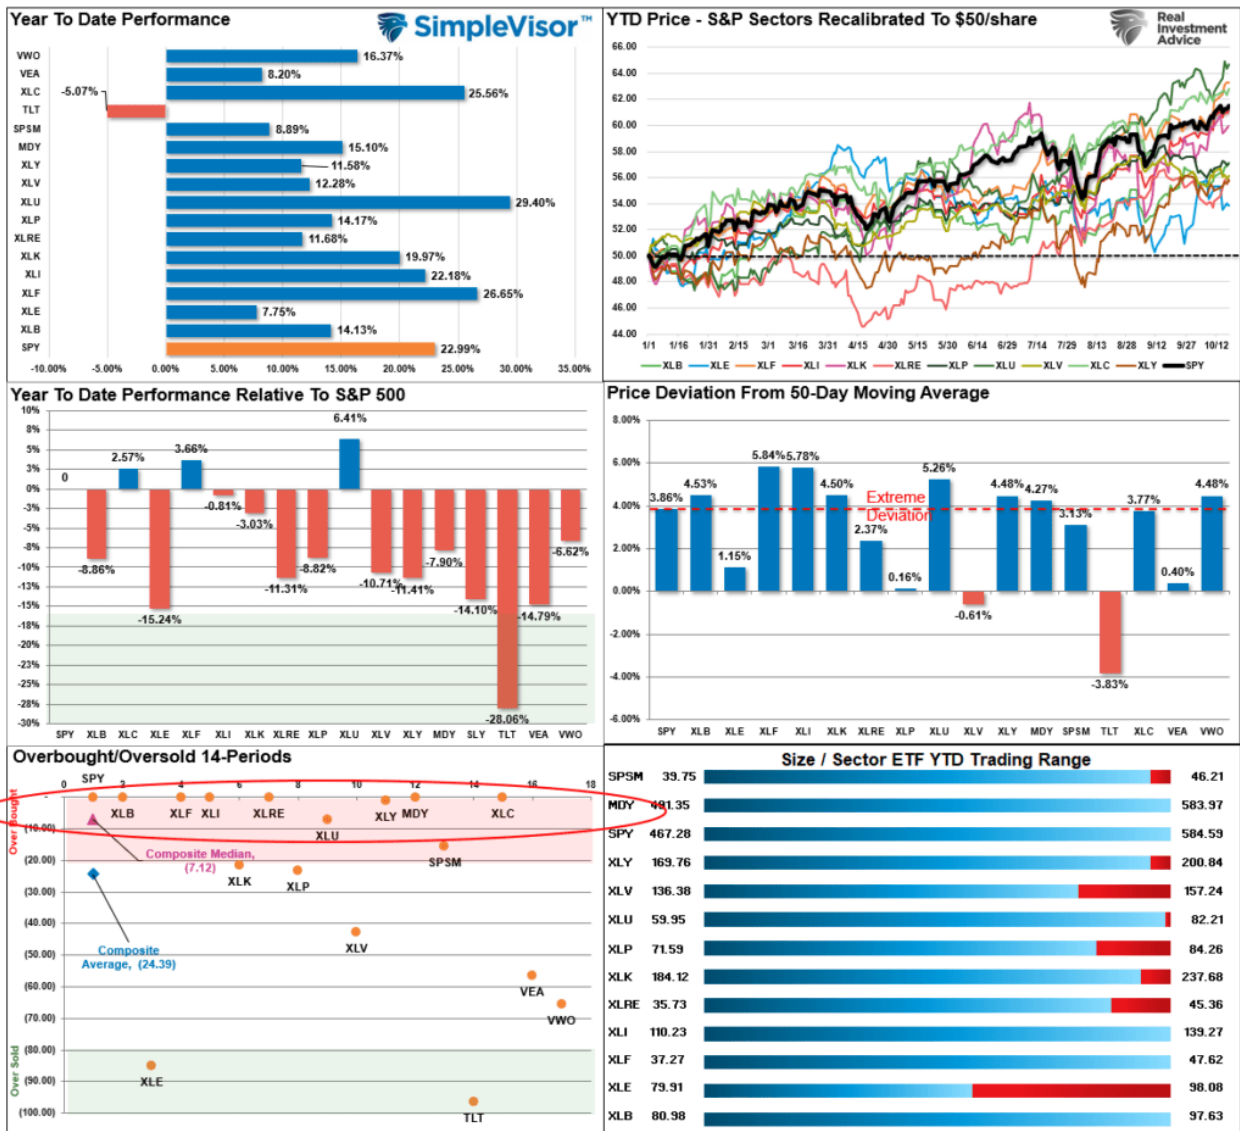 Year To Date Performance
SimpleVisor™
VWO 16.37%
VEA 8.20%
XLC 25.56%
TLT -5.07%
SPSM 8.89%
MDY 15.10%
XLY 11.58%
XLV 12.28%
XLU 29.40%
XLP 14.17%
XLRE 11.68%
XLK 19.97%
XLI 22.18%
XLF 26.65%
XLE 7.75%
XLB 14.13%
SPY 22.99%
-10.00% -5.00% 0.00% 5.00% 10.00% 15.00% 20.00% 25.00% 30.00% 35.00%
YTD Price - S&P Sectors Recalibrated To $50/share
Real
Investment
Advice
66.00
64.00
62.00
60.00
58.00
56.00
54.00
52.00
50.00
48.00
46.00
44.00
1/1 1/16 1/31 2/15 3/1 3/16 3/31 4/15 4/30 5/15 5/30 6/14 6/29 7/14 7/29 8/13 8/28 9/12 9/27 10/12
XLB XLE XLF XLI XLK XLRE XLP XLU XLV XLC XLY SPY
Year To Date Performance Relative To S&P 500
10%
8%
5%
3%
0%
-3%
-5%
-8%
-10%
-13%
-15%
-18%
-20%
-23%
-25%
-28%
-30%
0 -8.86% 2.57% -15.24% 3.66% -0.81% -3.03% -11.31% -8.82% 6.41% -10.71% -11.41% -7.90% -14.10% -28.06% -14.79% -6.62%
SPY XLB XLC XLE XLF XLI XLK XLRE XLP XLU XLV XLY MDY SLY TLT VEA VWO
Price Deviation From 50-Day Moving Average
8.00%
6.00%
4.00%
2.00%
0.00%
-2.00%
-4.00%
-6.00%
3.86% 4.53% 1.15% 5.84% 5.78% 4.50% 2.37% 0.16% 5.26% -0.61% 4.48% 4.27% 3.13% -3.83% 3.77% 0.40% 4.48%
Extreme
Deviation
SPY XLB XLE XLF XLI XLK XLRE XLP XLU XLV XLY MDY SPSM TLT XLC VEA VWO
Overbought/Oversold 14-Periods
0 2 4 6 8 10 12 14 16 18
-
(10.00)
(20.00)
(30.00)
(40.00)
(50.00)
(60.00)
(70.00)
(80.00)
(90.00)
(100.00)
Over Bought
Over Sold
SPY
XLB XLF XLI XLRE XLY MDY XLC
XLU
SPSM
Composite Median,
(7.12)
XLK XLP
XLV
Composite
Average, (24.39)
VEA
VWO
XLE
TLT
Size / Sector ETF YTD Trading Range
SPSM 39.75 46.21
MDY 491.35 583.97
SPY 467.28 584.59
XLY 169.76 200.84
XLV 136.38 157.24
XLU 59.95 82.21
XLP 71.59 84.26
XLK 184.12 237.68
XLRE 35.73 45.36
XLI 110.23 139.27
XLF 37.27 47.62
XLE 79.91 98.08
XLB 80.98 97.63